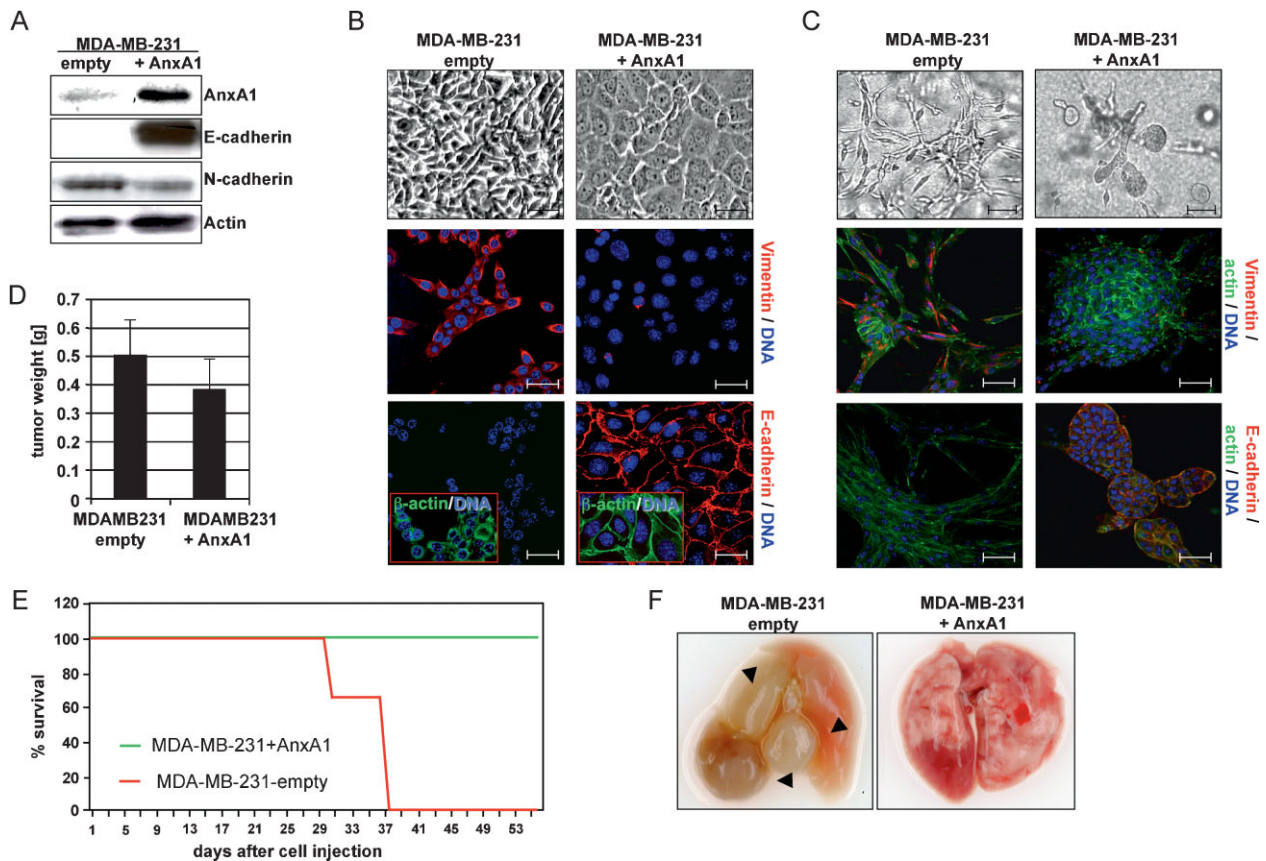 A
MDA-MB-231
empty
+ AnxA1
AnxA1
E-cadherin
N-cadherin
Actin
B
MDA-MB-231
empty
MDA-MB-231
+ AnxA1
Vimentin / DNA
E-cadherin / DNA
β-actin/DNA
β-actin/DNA
C
MDA-MB-231
empty
MDA-MB-231
+ AnxA1
Vimentin /
actin / DNA
E-cadherin /
actin / DNA
D
tumor weight [g]
0.7
0.6
0.5
0.4
0.3
0.2
0.1
0
MDAMB231
empty
MDAMB231
+ AnxA1
E
% survival
120
100
80
60
40
20
0
MDA-MB-231+AnxA1
MDA-MB-231-empty
1 5 9 13 17 21 25 29 33 37 41 45 49 53
days after cell injection
F
MDA-MB-231
empty
MDA-MB-231
+ AnxA1